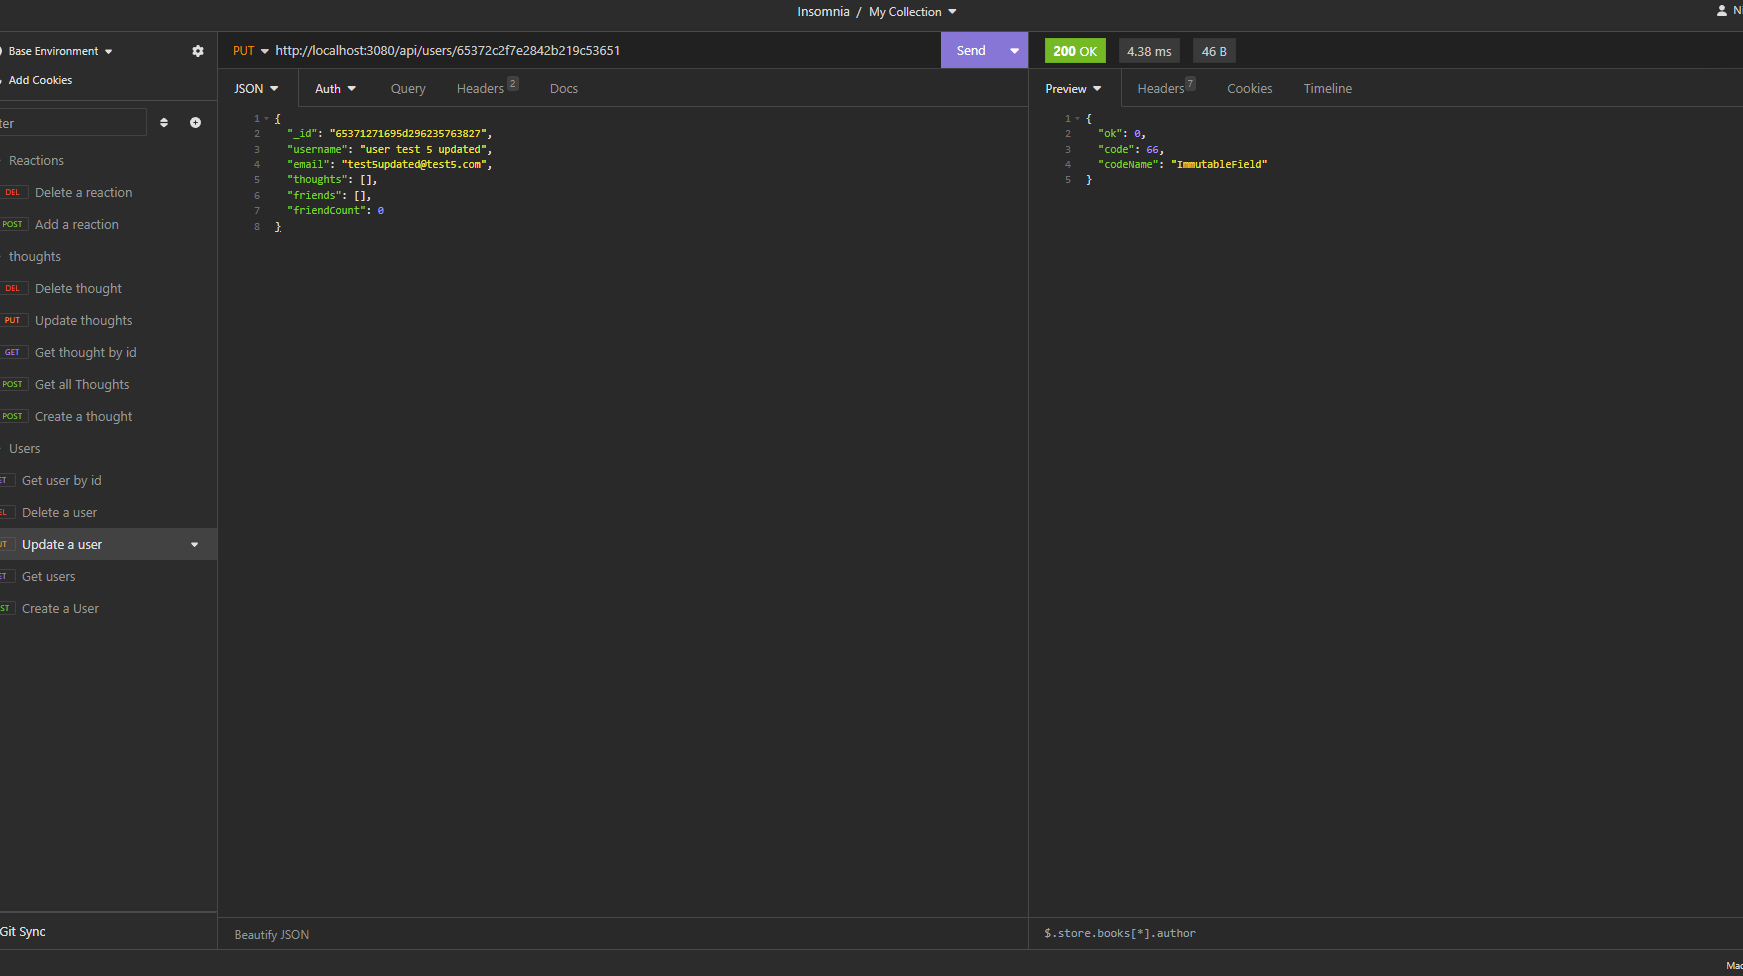 Insomnia / My Collection
Base Environment
Add Cookies
Reactions
DEL Delete a reaction
POST Add a reaction
thoughts
DEL Delete thought
PUT Update thoughts
GET Get thought by id
POST Get all Thoughts
POST Create a thought
Users
ET Get user by id
EL Delete a user
UT Update a user
ET Get users
ST Create a User
Git Sync
PUT http://localhost:3080/api/users/65372c2f7e2842b219c53651 Send
JSON Auth Query Headers 2 Docs
1 {
2 "_id": "65371271695d296235763827",
3 "username": "user test 5 updated",
4 "email": "test5updated@test5.com",
5 "thoughts": [],
6 "friends": [],
7 "friendCount": 0
8 }
Beautify JSON
200 OK 4.38 ms 46 B
Preview Headers 7 Cookies Timeline
1 {
2 "ok": 0,
3 "code": 66,
4 "codeName": "ImmutableField"
5 }
$.store.books[*].author